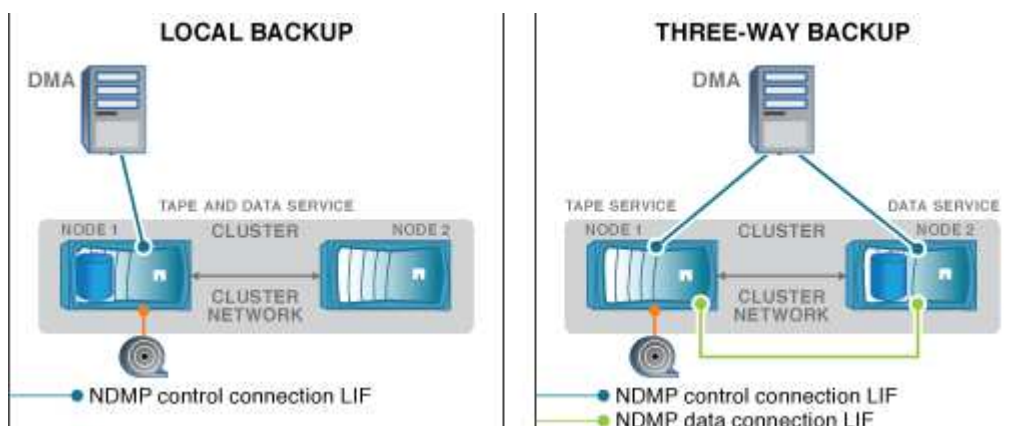 LOCAL BACKUP
DMA
TAPE AND DATA SERVICE
NODE 1
CLUSTER
NODE 2
CLUSTER
NETWORK
NDMP control connection LIF
THREE-WAY BACKUP
DMA
TAPE SERVICE
DATA SERVICE
NODE 1
CLUSTER
NODE 2
CLUSTER
NETWORK
NDMP control connection LIF
NDMP data connection LIF